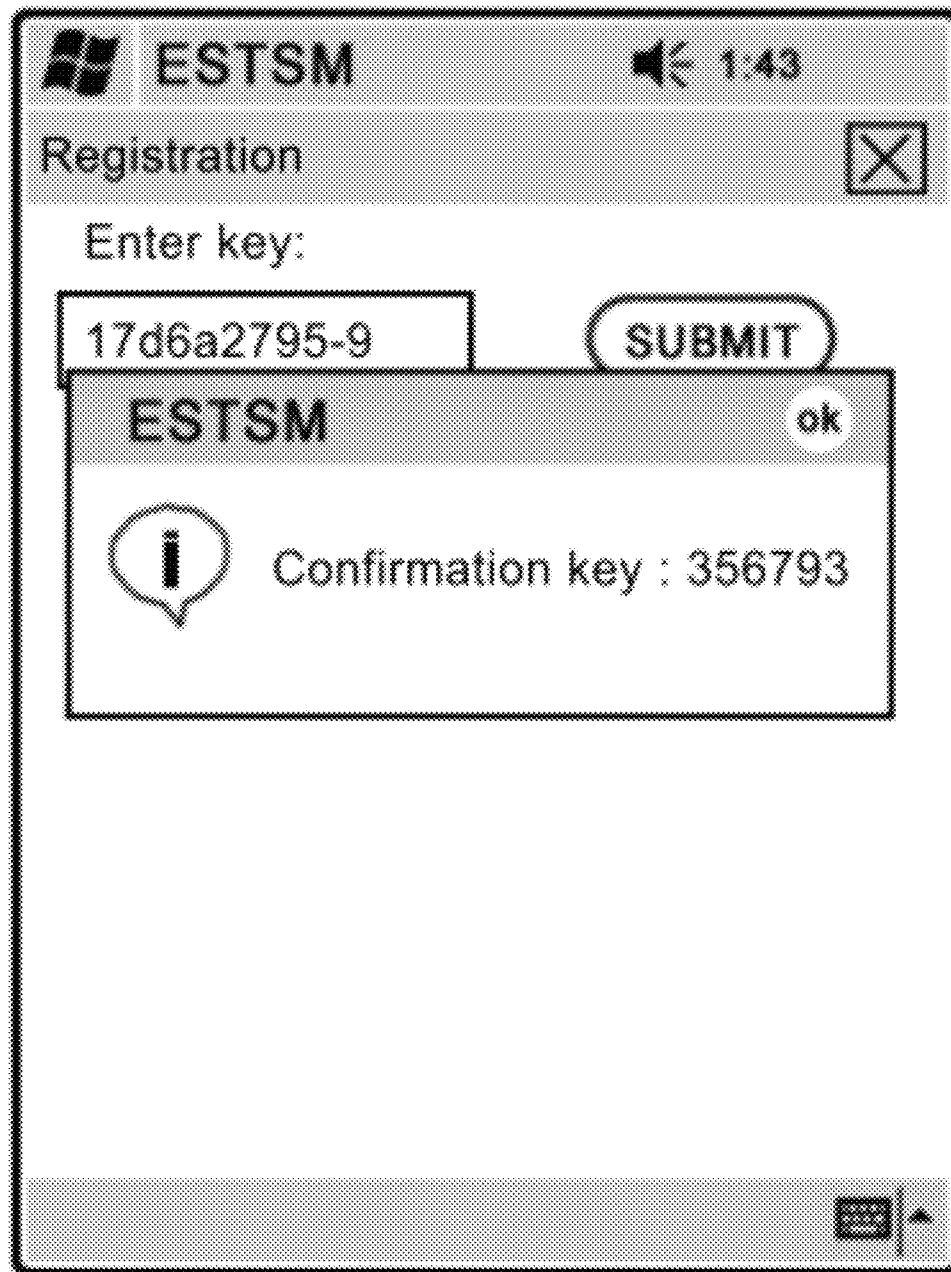 ESTSM 1:43
Registration
Enter key:
17d6a2795-9 SUBMIT
ESTSM ok
i Confirmation key : 356793